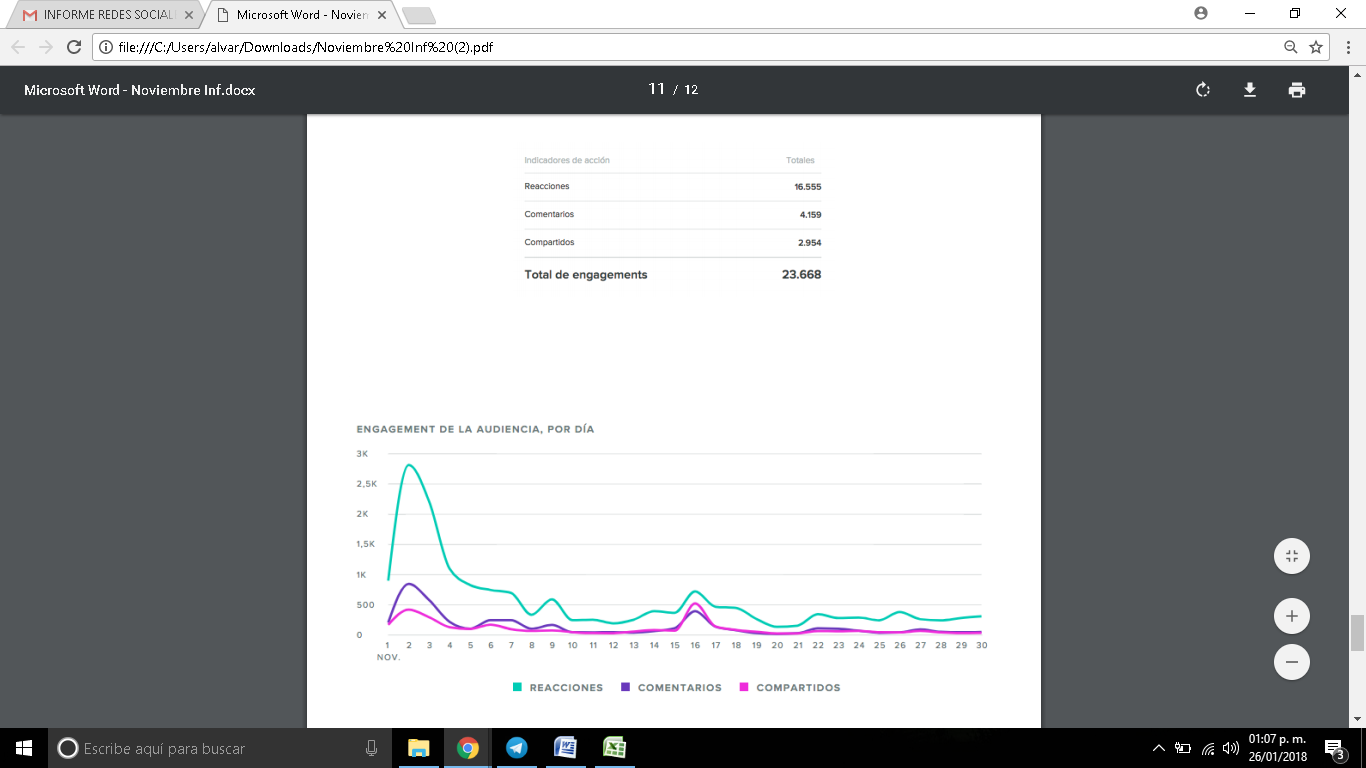 INFORME REDES SOCIAL
Microsoft Word - Noviem
file:///C:/Users/alvar/Downloads/Noviembre%20Inf%20(2).pdf
Microsoft Word - Noviembre Inf.docx
11 / 12
Indicadores de acción Totales
Reacciones 16.555
Comentarios 4.159
Compartidos 2.954
Total de engagements 23.668
ENGAGEMENT DE LA AUDIENCIA, POR DÍA
3K
2,5K
2K
1,5K
1K
500
0
1 2 3 4 5 6 7 8 9 10 11 12 13 14 15 16 17 18 19 20 21 22 23 24 25 26 27 28 29 30
NOV.
REACCIONES COMENTARIOS COMPARTIDOS
Escribe aquí para buscar
01:07 p. m.
26/01/2018
3